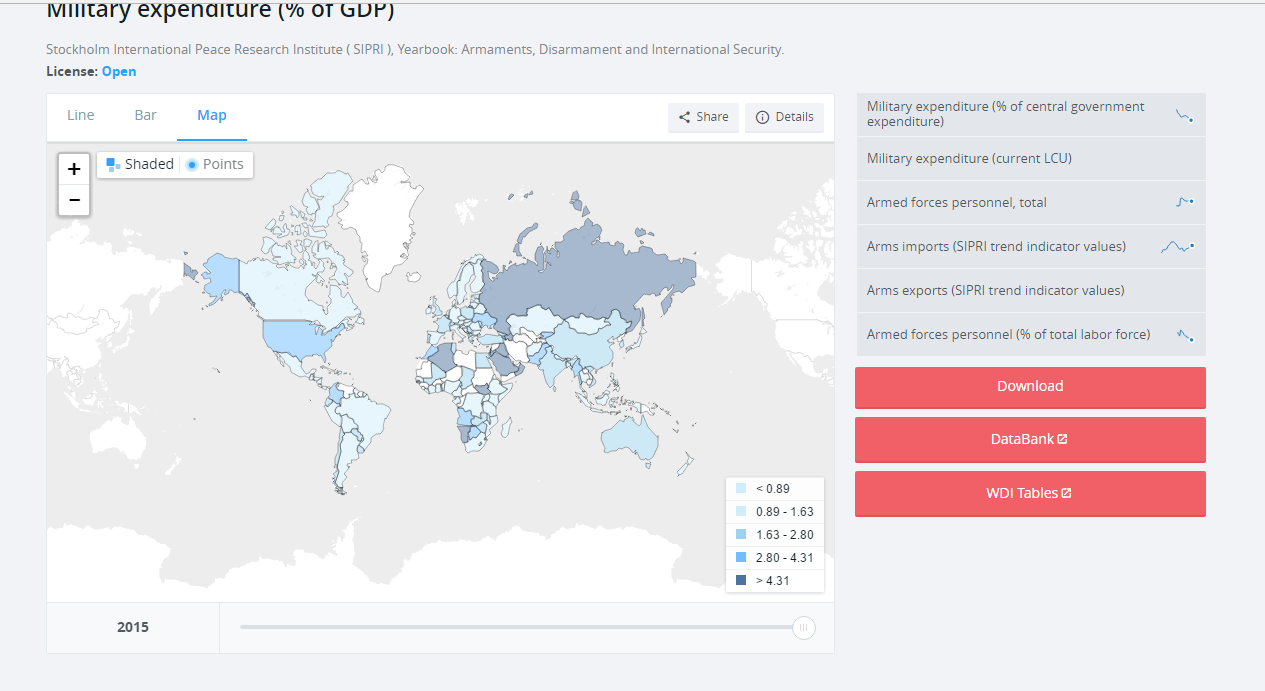 Military expenditure (% of GDP)
Stockholm International Peace Research Institute ( SIPRI ), Yearbook: Armaments, Disarmament and International Security.
License: Open
Line
Bar
Map
Share
Details
+
−
Shaded
Points
< 0.89
0.89 - 1.63
1.63 - 2.80
2.80 - 4.31
> 4.31
2015
Military expenditure (% of central government
expenditure)
Military expenditure (current LCU)
Armed forces personnel, total
Arms imports (SIPRI trend indicator values)
Arms exports (SIPRI trend indicator values)
Armed forces personnel (% of total labor force)
Download
DataBank
WDI Tables